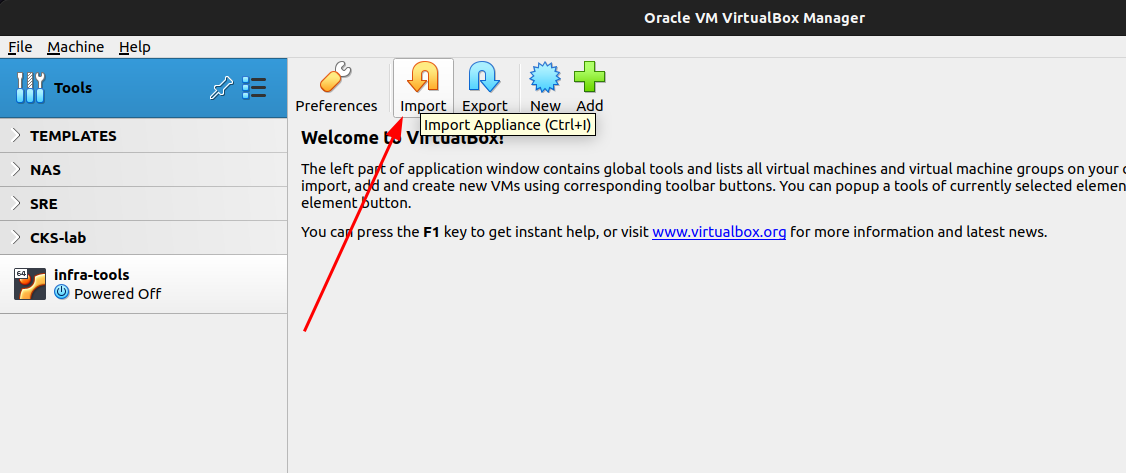 Oracle VM VirtualBox Manager
File Machine Help
Tools
Preferences Import Export New Add
Import Appliance (Ctrl+I)
TEMPLATES
NAS
SRE
CKS-lab
64
infra-tools
Powered Off
Welcome to VirtualBox!
The left part of application window contains global tools and lists all virtual machines and virtual machine groups on your
import, add and create new VMs using corresponding toolbar buttons. You can popup a tools of currently selected elemen
element button.
You can press the F1 key to get instant help, or visit www.virtualbox.org for more information and latest news.